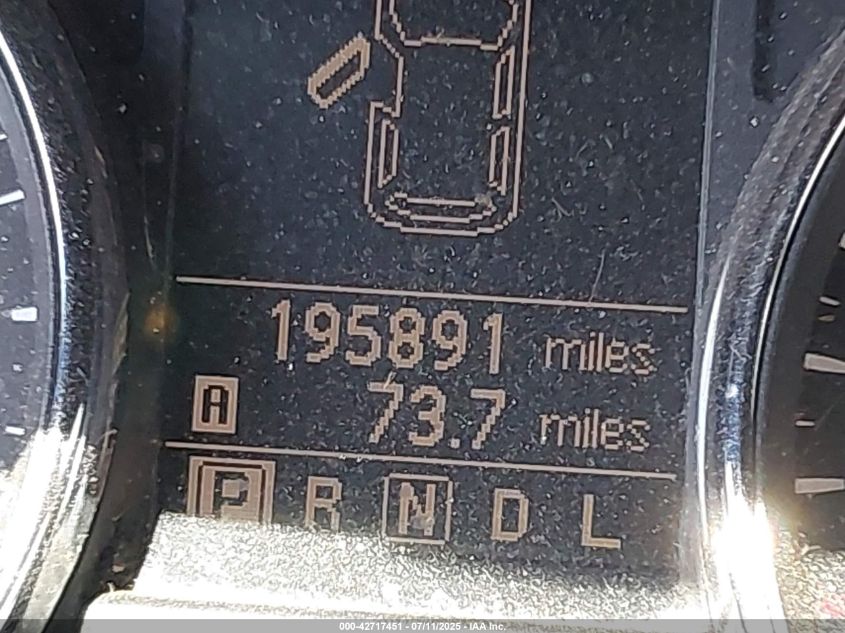 195891 miles
A 73.7 miles
P R N D L
000-42717451 - 07/11/2025 - IAA Inc.